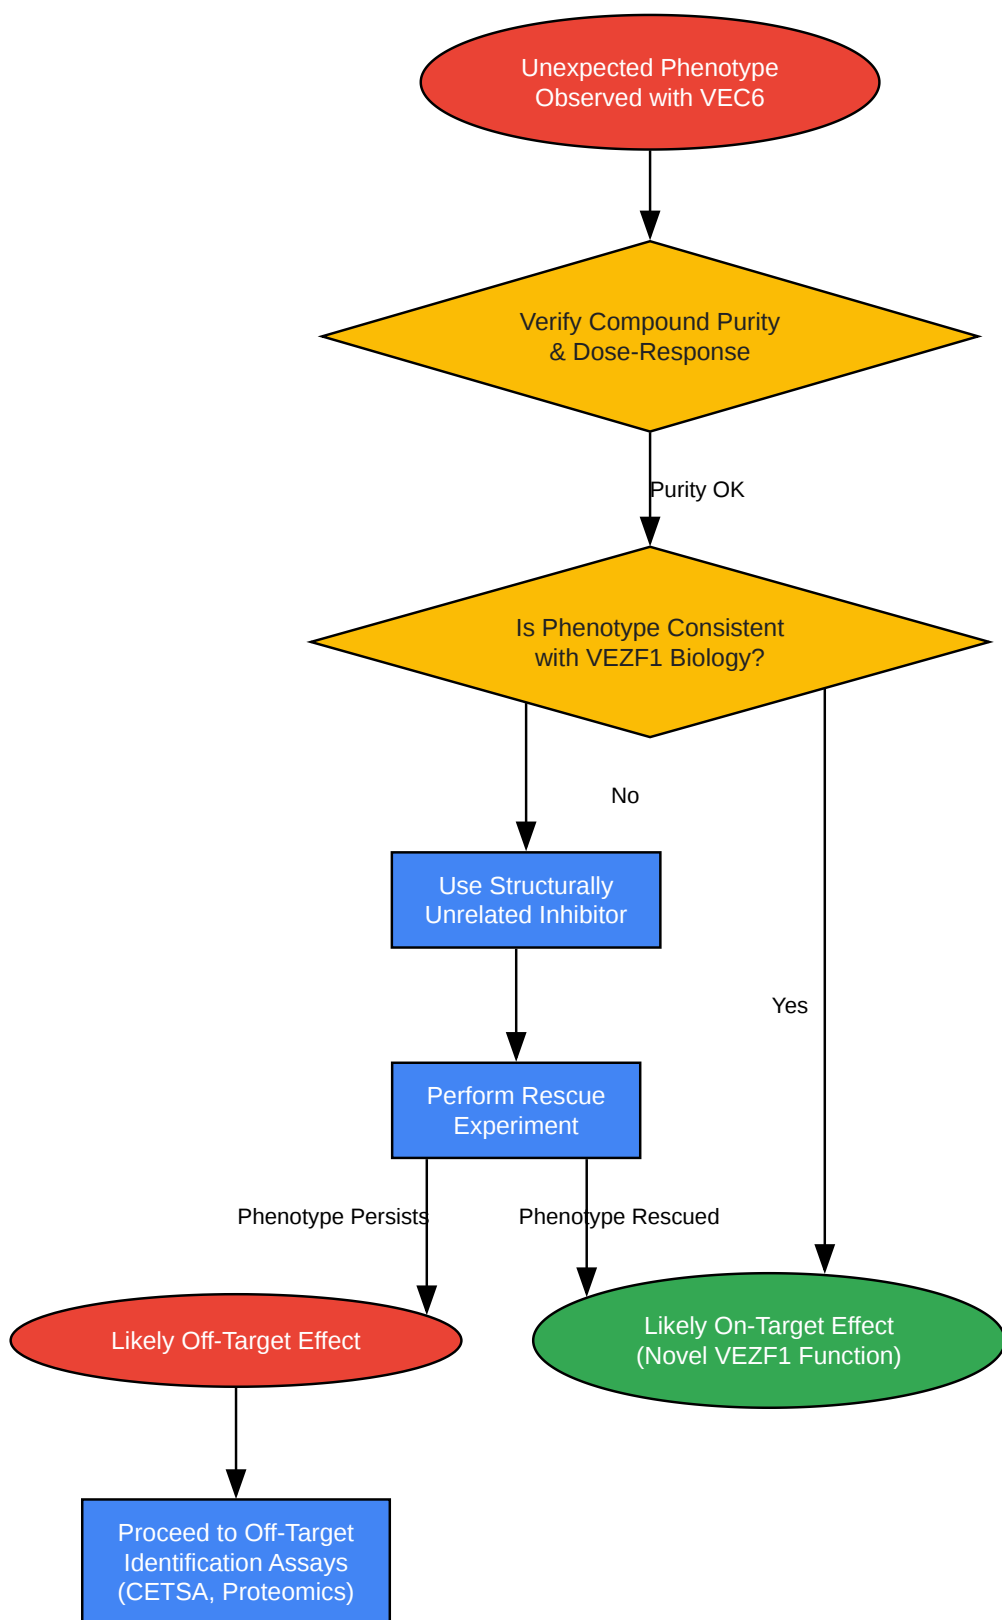 Unexpected Phenotype
Observed with VEC6
Verify Compound Purity
& Dose-Response
Purity OK
Is Phenotype Consistent
with VEZF1 Biology?
No
Use Structurally
Unrelated Inhibitor
Yes
Perform Rescue
Experiment
Phenotype Persists
Phenotype Rescued
Likely Off-Target Effect
Likely On-Target Effect
(Novel VEZF1 Function)
Proceed to Off-Target
Identification Assays
(CETSA, Proteomics)